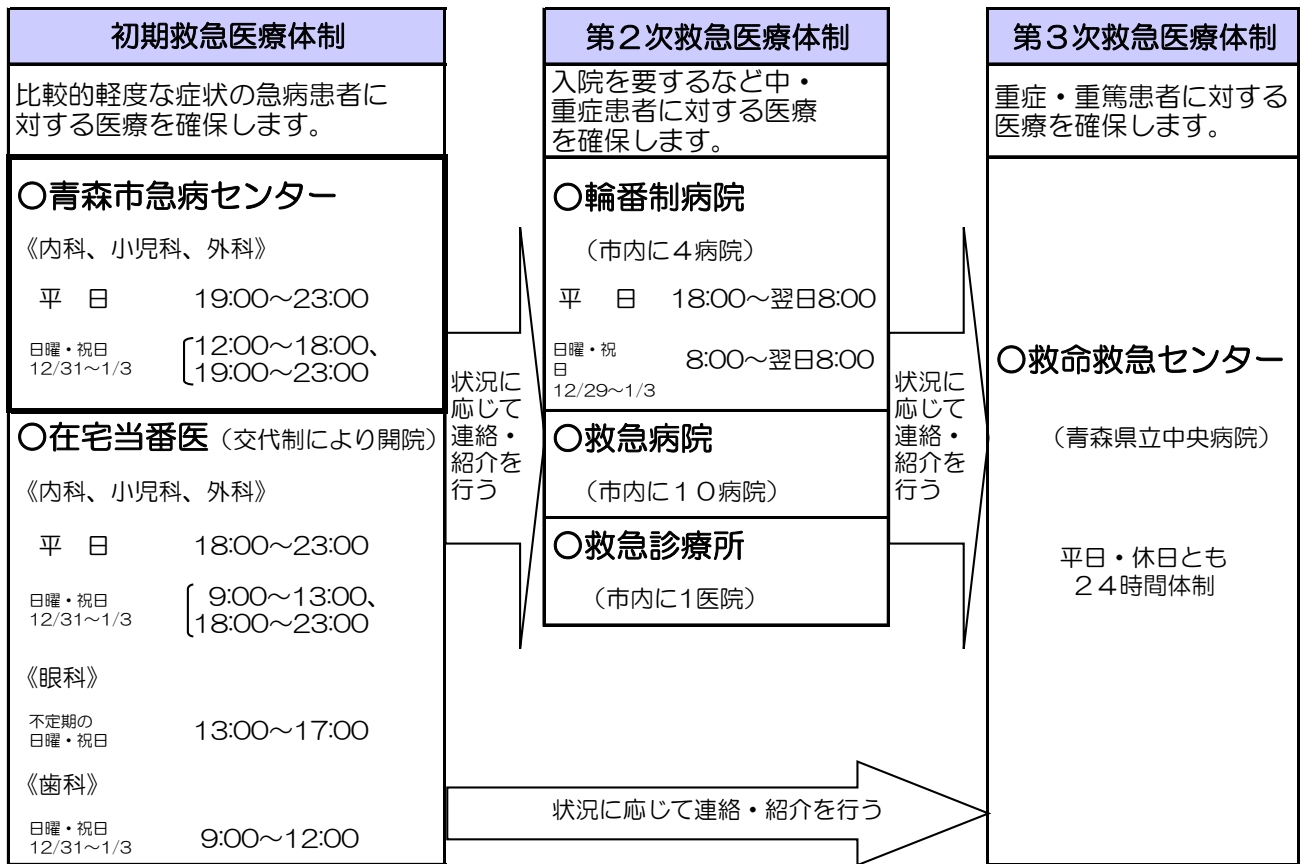 初期救急医療体制
比較的軽度な症状の急病患者に
対する医療を確保します。
〇青森市急病センター
《内科、小児科、外科》
平　日　19:00～23:00
日曜・祝日
12/31～1/3
12:00～18:00、
19:00～23:00
〇在宅当番医（交代制により開院）
《内科、小児科、外科》
平　日　18:00～23:00
日曜・祝日
12/31～1/3
9:00～13:00、
18:00～23:00
《眼科》
不定期の
日曜・祝日
13:00～17:00
《歯科》
日曜・祝日
12/31～1/3
9:00～12:00
状況に
応じて
連絡・
紹介を
行う
第２次救急医療体制
入院を要するなど中・
重症患者に対する医療
を確保します。
〇輪番制病院
（市内に４病院）
平　日　18:00～翌日8:00
日曜・祝
日
12/29～1/3
8:00～翌日8:00
〇救急病院
（市内に１０病院）
〇救急診療所
（市内に1医院）
状況に
応じて
連絡・
紹介を
行う
第３次救急医療体制
重症・重篤患者に対する
医療を確保します。
〇救命救急センター
（青森県立中央病院）
平日・休日とも
２４時間体制
状況に応じて連絡・紹介を行う